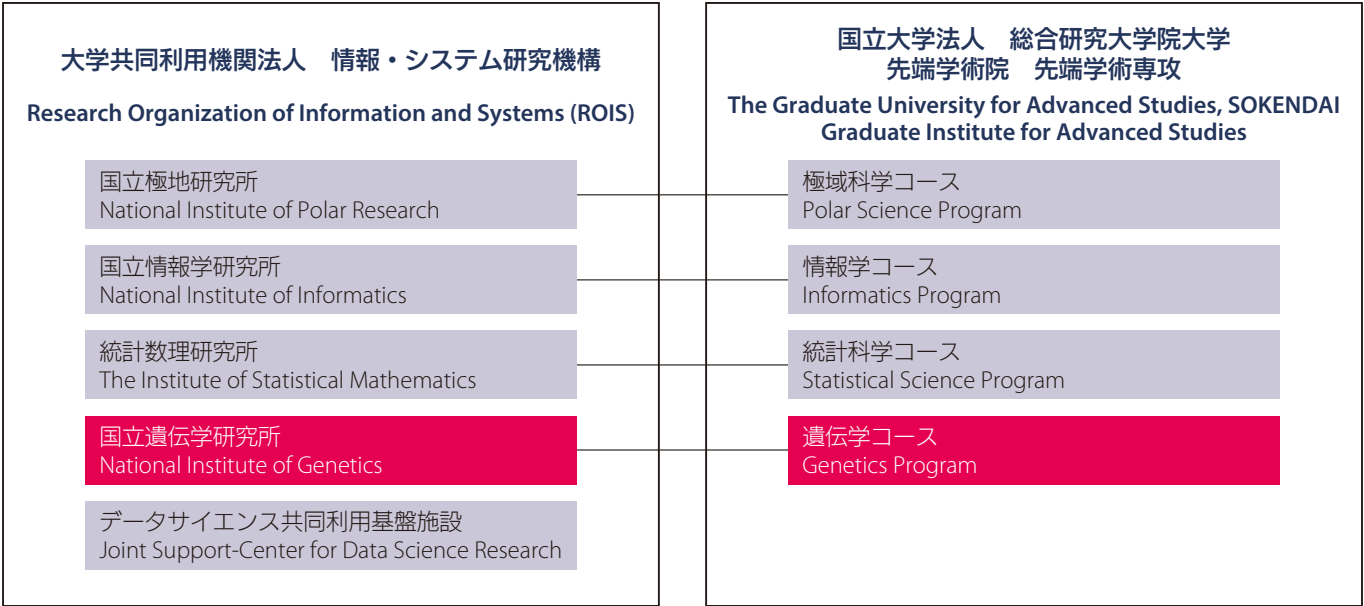 大学共同利用機関法人　情報・システム研究機構
Research Organization of Information and Systems (ROIS)
国立極地研究所
National Institute of Polar Research
国立情報学研究所
National Institute of Informatics
統計数理研究所
The Institute of Statistical Mathematics
国立遺伝学研究所
National Institute of Genetics
データサイエンス共同利用基盤施設
Joint Support-Center for Data Science Research
国立大学法人　総合研究大学院大学
先端学術院　先端学術専攻
The Graduate University for Advanced Studies, SOKENDAI
Graduate Institute for Advanced Studies
極域科学コース
Polar Science Program
情報学コース
Informatics Program
統計科学コース
Statistical Science Program
遺伝学コース
Genetics Program